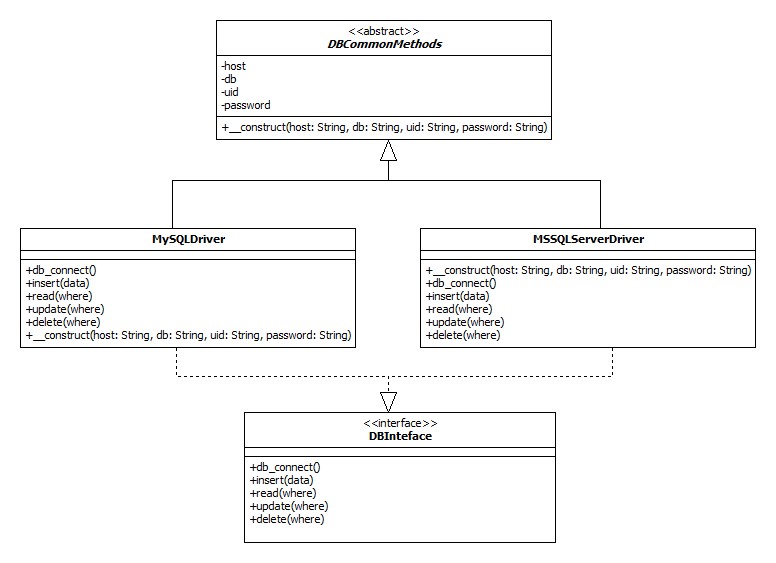 <<abstract>>
DBCommonMethods
-host
-db
-uid
-password
+__construct(host: String, db: String, uid: String, password: String)
MySQLDriver
+db_connect()
+insert(data)
+read(where)
+update(where)
+delete(where)
+__construct(host: String, db: String, uid: String, password: String)
MSSQLServerDriver
+__construct(host: String, db: String, uid: String, password: String)
+db_connect()
+insert(data)
+read(where)
+update(where)
+delete(where)
<<interface>>
DBInteface
+db_connect()
+insert(data)
+read(where)
+update(where)
+delete(where)